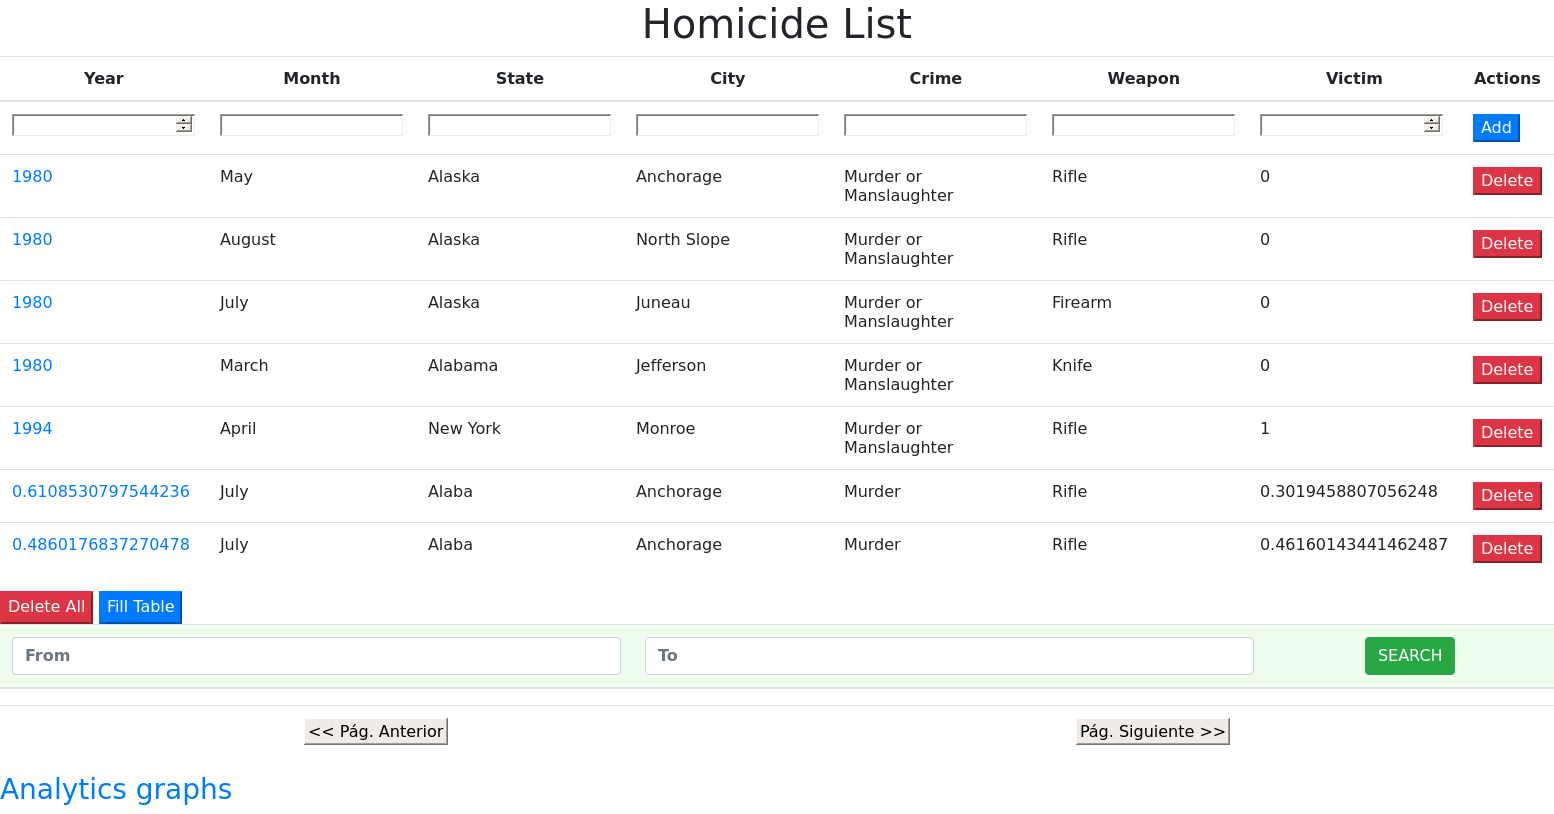 Homicide List
Year Month State City Crime Weapon Victim Actions
Add
1980 May Alaska Anchorage Murder or Manslaughter Rifle 0 Delete
1980 August Alaska North Slope Murder or Manslaughter Rifle 0 Delete
1980 July Alaska Juneau Murder or Manslaughter Firearm 0 Delete
1980 March Alabama Jefferson Murder or Manslaughter Knife 0 Delete
1994 April New York Monroe Murder or Manslaughter Rifle 1 Delete
0.6108530797544236 July Alaba Anchorage Murder Rifle 0.3019458807056248 Delete
0.4860176837270478 July Alaba Anchorage Murder Rifle 0.46160143441462487 Delete
Delete All Fill Table
From To SEARCH
<< Pág. Anterior Pág. Siguiente >>
Analytics graphs